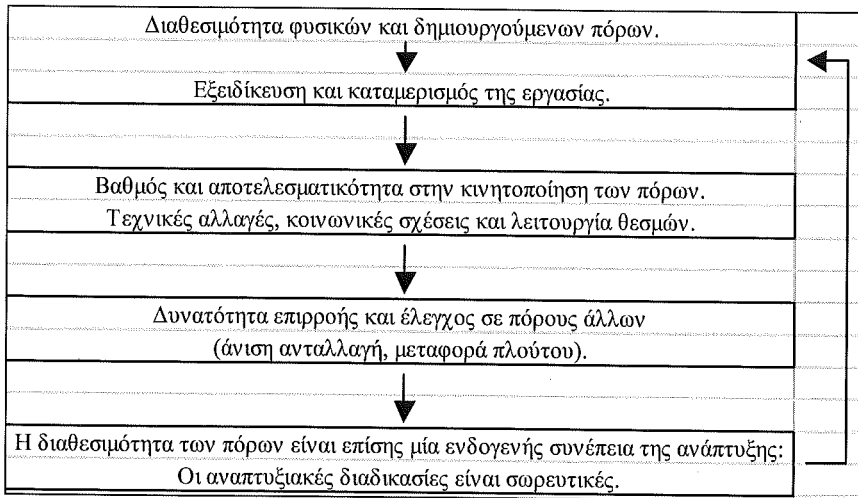 Διαθεσιμότητα φυσικών και δημιουργούμενων πόρων.
Εξειδίκευση και καταμερισμός της εργασίας.
Βαθμός και αποτελεσματικότητα στην κινητοποίηση των πόρων.
Τεχνικές αλλαγές, κοινωνικές σχέσεις και λειτουργία θεσμών.
Δυνατότητα επιρροής και έλεγχος σε πόρους άλλων
(άνιση ανταλλαγή, μεταφορά πλούτου).
Η διαθεσιμότητα των πόρων είναι επίσης μία ενδογενής συνέπεια της ανάπτυξης:
Οι αναπτυξιακές διαδικασίες είναι σωρευτικές.